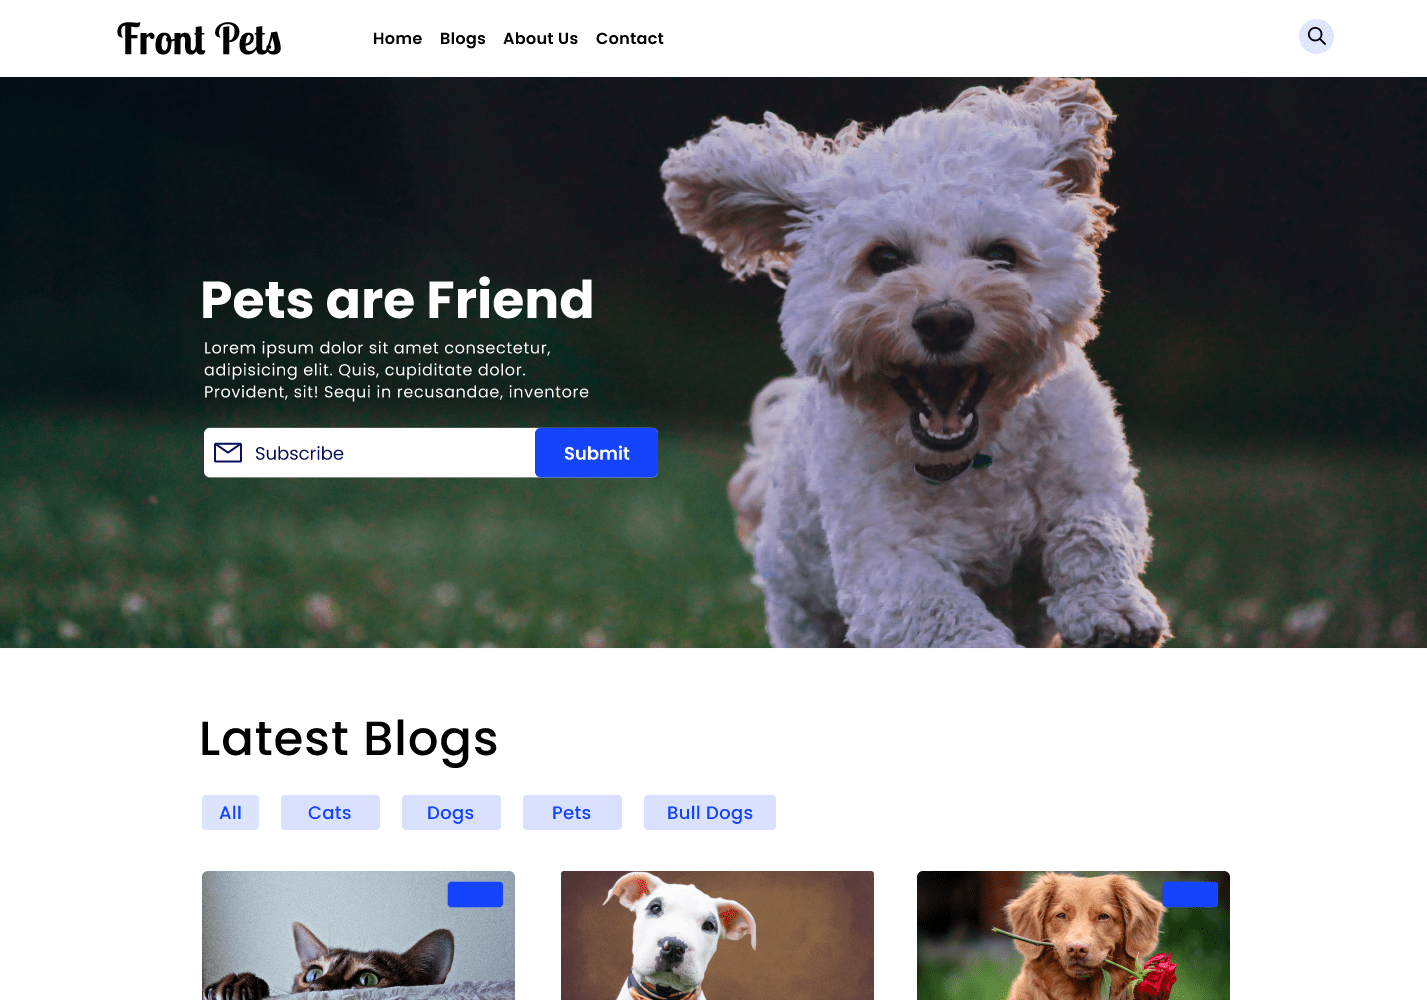 Front Pets
Home Blogs About Us Contact
Pets are Friend
Lorem ipsum dolor sit amet consectetur,
adipisicing elit. Quis, cupiditate dolor.
Provident, sit! Sequi in recusandae, inventore
Subscribe Submit
Latest Blogs
All Cats Dogs Pets Bull Dogs